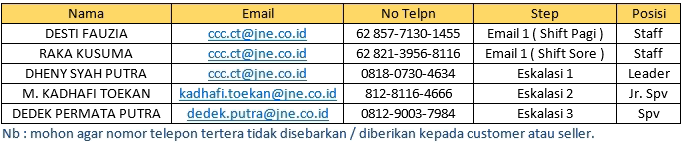 Nama Email No Telpn Step Posisi
DESTI FAUZIA ccc.ct@jne.co.id 62 857-7130-1455 Email 1 ( Shift Pagi ) Staff
RAKA KUSUMA ccc.ct@jne.co.id 62 821-3956-8116 Email 1 ( Shift Sore ) Staff
DHENY SYAH PUTRA ccc.ct@jne.co.id 0818-0730-4634 Eskalasi 1 Leader
M. KADHAFI TOEKAN kadhafi.toekan@jne.co.id 812-8116-4666 Eskalasi 2 Jr. Spv
DEDEK PERMATA PUTRA dedek.putra@jne.co.id 0812-9003-7984 Eskalasi 3 Spv
Nb : mohon agar nomor telepon tertera tidak disebarkan / diberikan kepada customer atau seller.